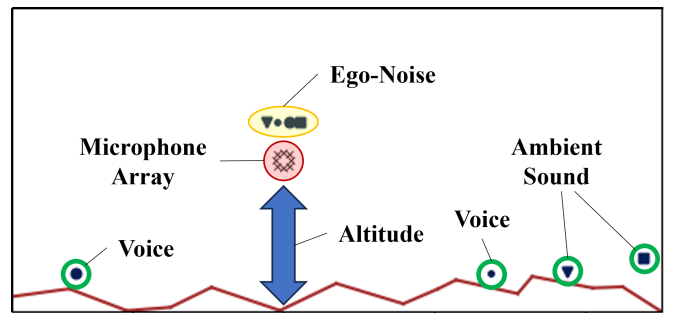 Ego-Noise
Microphone
Array
Ambient
Sound
Voice
Altitude
Voice